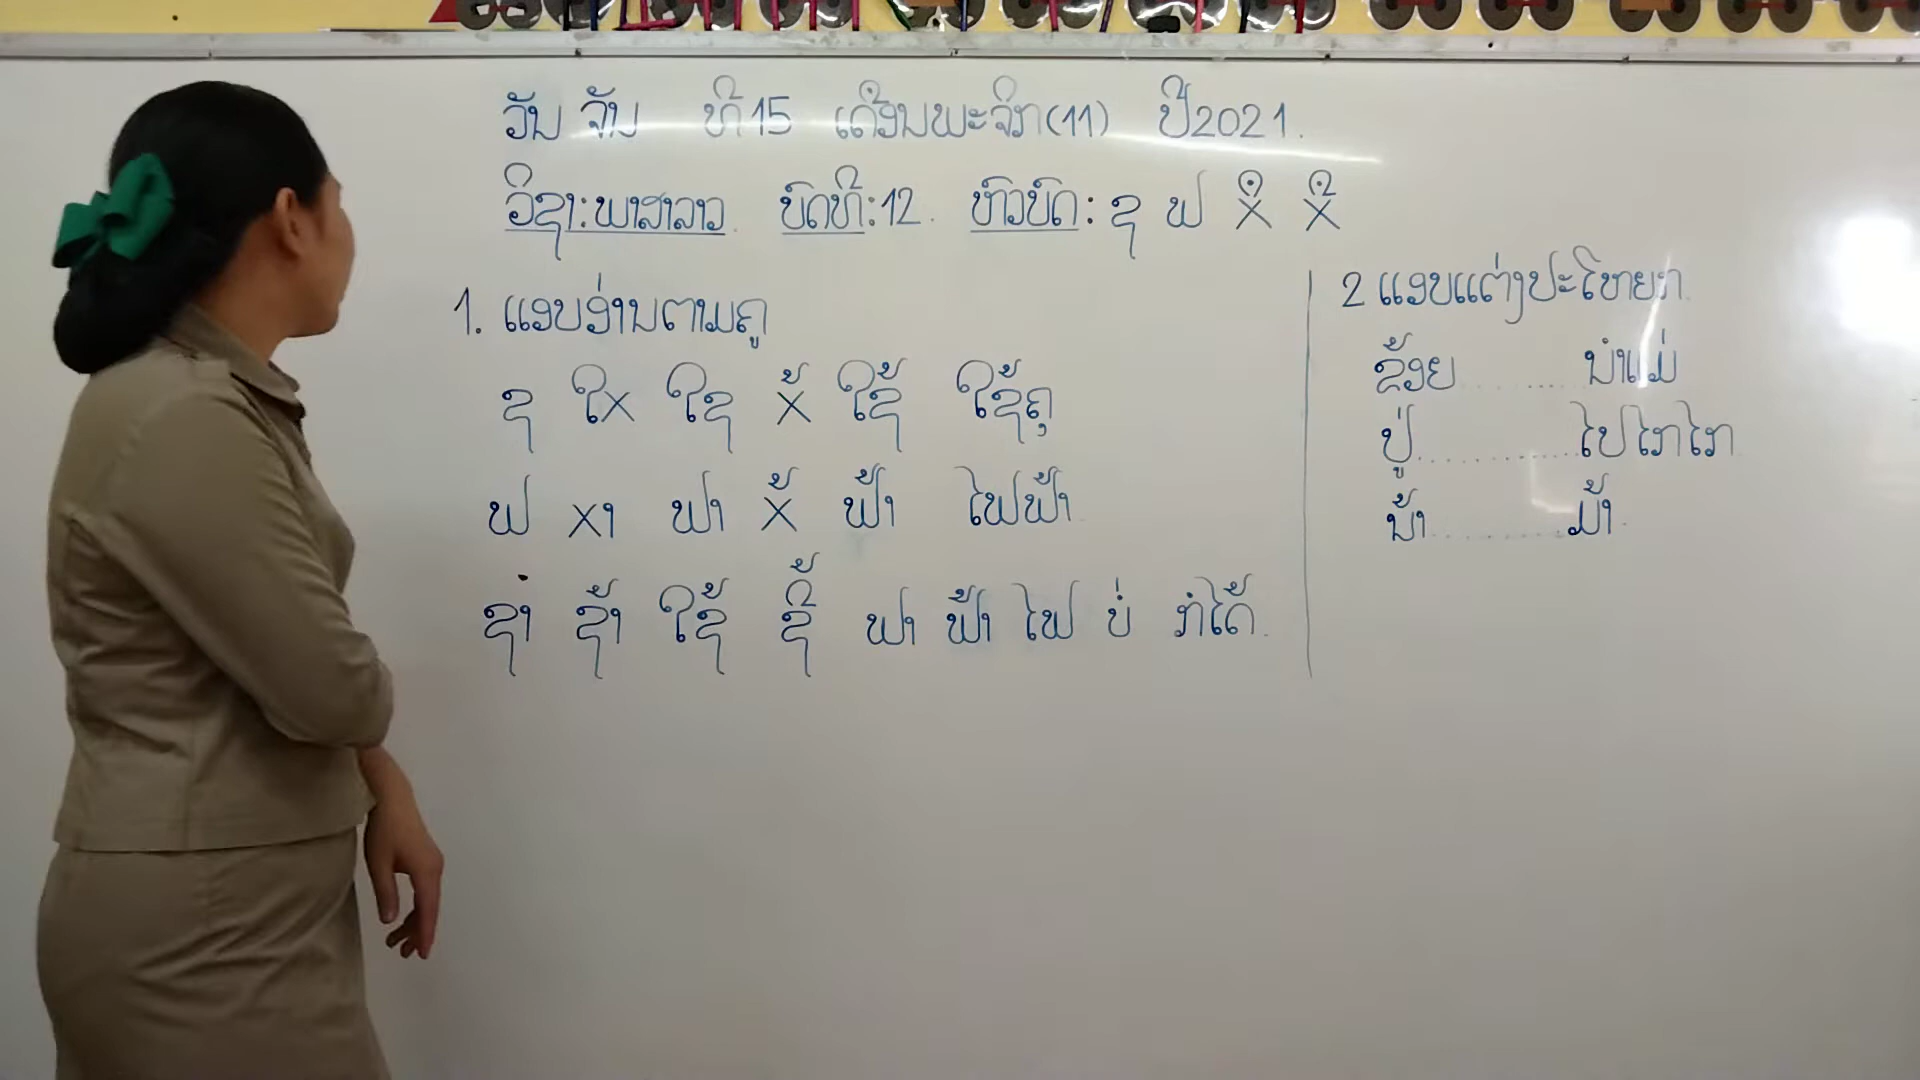 ວັນ ຈັນ ທີ 15 ເດືອນພະຈິກ(11) ປີ2021.
ວິຊາ:ພາສາລາວ. ບົດທີ:12. ຫົວບົດ: ຊ ຟ Xິ Xີ
1. ແອບອ່ານຕາມຄູ
ຊ ໃX ໃຊ X້ ໃຊ້ ໃຊ້ຄຸ
ຟ Xາ ຟາ X້ ຟ້າ ໄຟຟ້າ
ຊຳ ຊ້ຳ ໃຊ້ ຊີ້ ຟາ ຟ້າ ໄຟ ບໍ່ ກໍໄດ້.
2 ແອບແຕ່ງປະໂຫຍກ
ຂ້ອຍ......... ນຳແມ່
ປູ່.............ໄປໄກໄກ
ນ້າ..........ມ້າ.